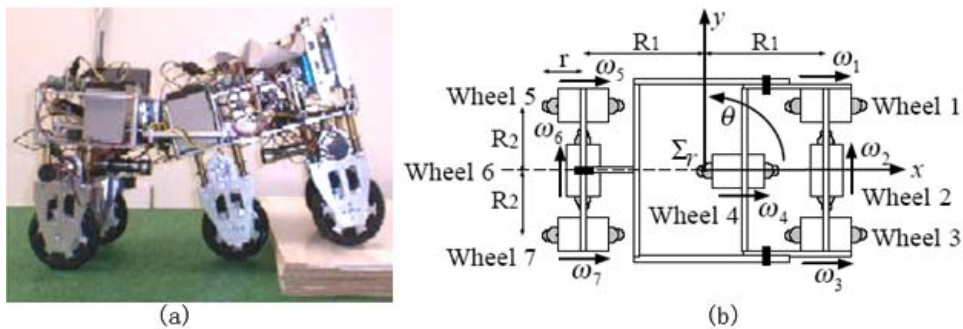 y
R1 R1
r ω5 ω1
Wheel 5 Wheel 1
θ
R2 ω6
Σr ω2 x
Wheel 6
R2 Wheel 2
Wheel 4 ω4
Wheel 3
Wheel 7
ω7 ω3
(a) (b)